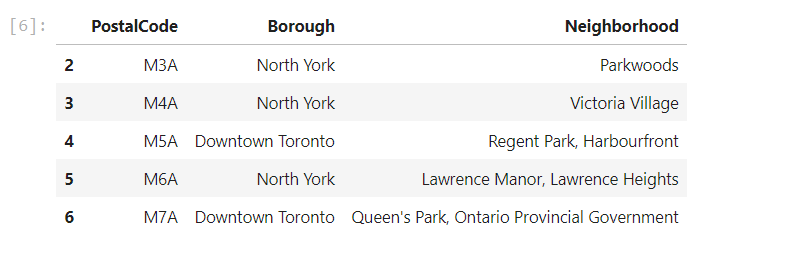 [6]: PostalCode Borough Neighborhood
2 M3A North York Parkwoods
3 M4A North York Victoria Village
4 M5A Downtown Toronto Regent Park, Harbourfront
5 M6A North York Lawrence Manor, Lawrence Heights
6 M7A Downtown Toronto Queen's Park, Ontario Provincial Government